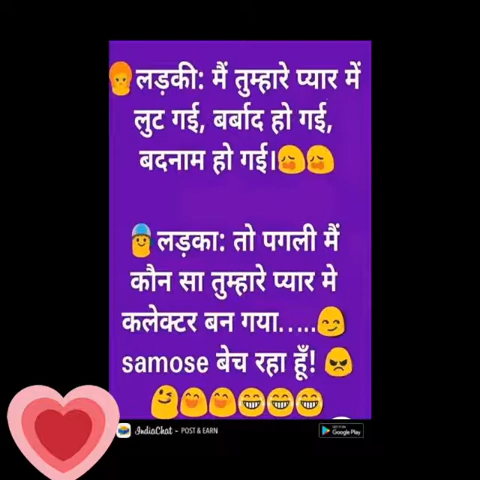 लड़की: मैं तुम्हारे प्यार में
लुट गई, बर्बाद हो गई,
बदनाम हो गई।
लड़का: तो पगली मैं
कौन सा तुम्हारे प्यार मे
कलेक्टर बन गया…..
samose बेच रहा हूँ!
IndiaChat - POST & EARN
Google Play